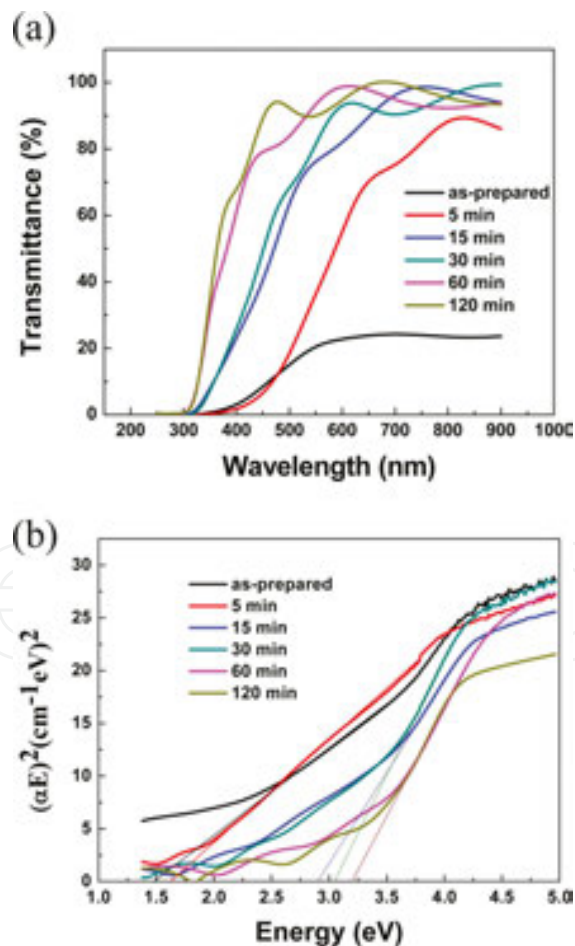 (a)
100
80
60
40
20
0
Transmittance (%)
as-prepared
5 min
15 min
30 min
60 min
120 min
200 300 400 500 600 700 800 900 1000
Wavelength (nm)
(b)
30
25
20
15
10
5
0
(αE)²(cm⁻¹eV)²
as-prepared
5 min
15 min
30 min
60 min
120 min
1.0 1.5 2.0 2.5 3.0 3.5 4.0 4.5 5.0
Energy (eV)